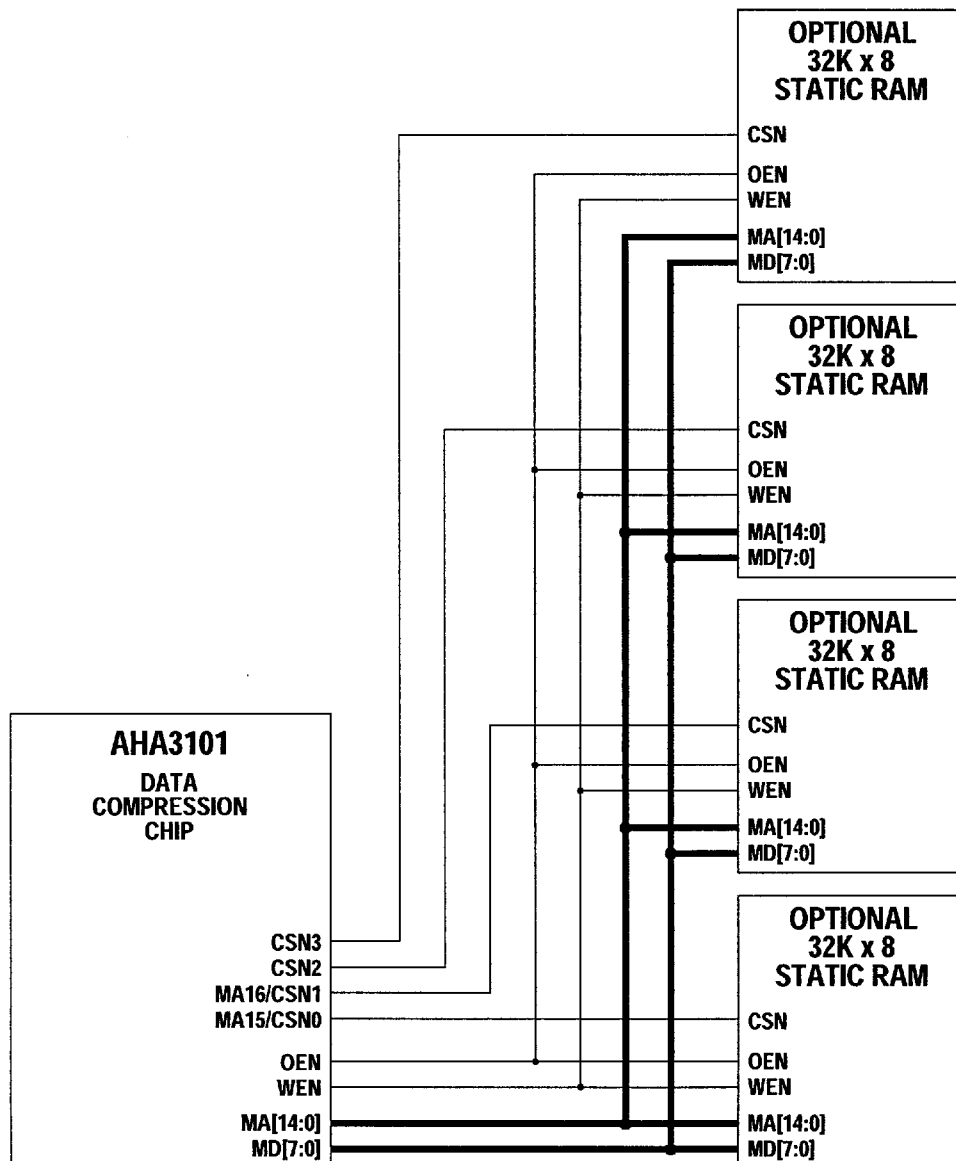 OPTIONAL
32K x 8
STATIC RAM
CSN
OEN
WEN
MA[14:0]
MD[7:0]
OPTIONAL
32K x 8
STATIC RAM
CSN
OEN
WEN
MA[14:0]
MD[7:0]
OPTIONAL
32K x 8
STATIC RAM
CSN
OEN
WEN
MA[14:0]
MD[7:0]
AHA3101
DATA
COMPRESSION
CHIP
CSN3
CSN2
MA16/CSN1
MA15/CSN0
OEN
WEN
MA[14:0]
MD[7:0]
OPTIONAL
32K x 8
STATIC RAM
CSN
OEN
WEN
MA[14:0]
MD[7:0]